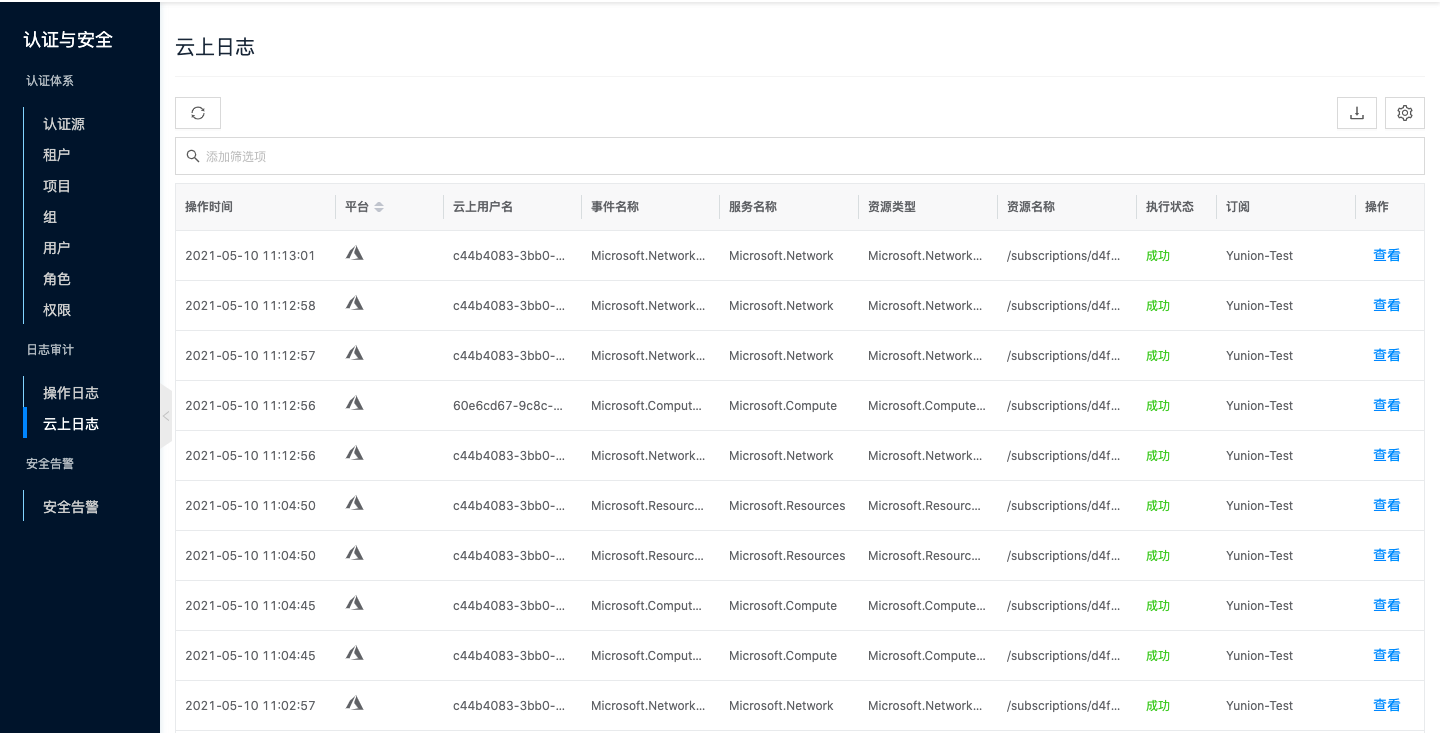 认证与安全
认证体系
认证源
租户
项目
组
用户
角色
权限
日志审计
操作日志
云上日志
安全告警
安全告警
云上日志
添加筛选项
操作时间 平台 云上用户名 事件名称 服务名称 资源类型 资源名称 执行状态 订阅 操作
2021-05-10 11:13:01 c44b4083-3bb0-... Microsoft.Network... Microsoft.Network Microsoft.Network... /subscriptions/d4f... 成功 Yunion-Test 查看
2021-05-10 11:12:58 c44b4083-3bb0-... Microsoft.Network... Microsoft.Network Microsoft.Network... /subscriptions/d4f... 成功 Yunion-Test 查看
2021-05-10 11:12:57 c44b4083-3bb0-... Microsoft.Network... Microsoft.Network Microsoft.Network... /subscriptions/d4f... 成功 Yunion-Test 查看
2021-05-10 11:12:56 60e6cd67-9c8c-... Microsoft.Comput... Microsoft.Compute Microsoft.Compute... /subscriptions/d4f... 成功 Yunion-Test 查看
2021-05-10 11:12:56 c44b4083-3bb0-... Microsoft.Network... Microsoft.Network Microsoft.Network... /subscriptions/d4f... 成功 Yunion-Test 查看
2021-05-10 11:04:50 c44b4083-3bb0-... Microsoft.Resourc... Microsoft.Resources Microsoft.Resourc... /subscriptions/d4f... 成功 Yunion-Test 查看
2021-05-10 11:04:50 c44b4083-3bb0-... Microsoft.Resourc... Microsoft.Resources Microsoft.Resourc... /subscriptions/d4f... 成功 Yunion-Test 查看
2021-05-10 11:04:45 c44b4083-3bb0-... Microsoft.Comput... Microsoft.Compute Microsoft.Compute... /subscriptions/d4f... 成功 Yunion-Test 查看
2021-05-10 11:04:45 c44b4083-3bb0-... Microsoft.Comput... Microsoft.Compute Microsoft.Compute... /subscriptions/d4f... 成功 Yunion-Test 查看
2021-05-10 11:02:57 c44b4083-3bb0-... Microsoft.Network... Microsoft.Network Microsoft.Network... /subscriptions/d4f... 成功 Yunion-Test 查看